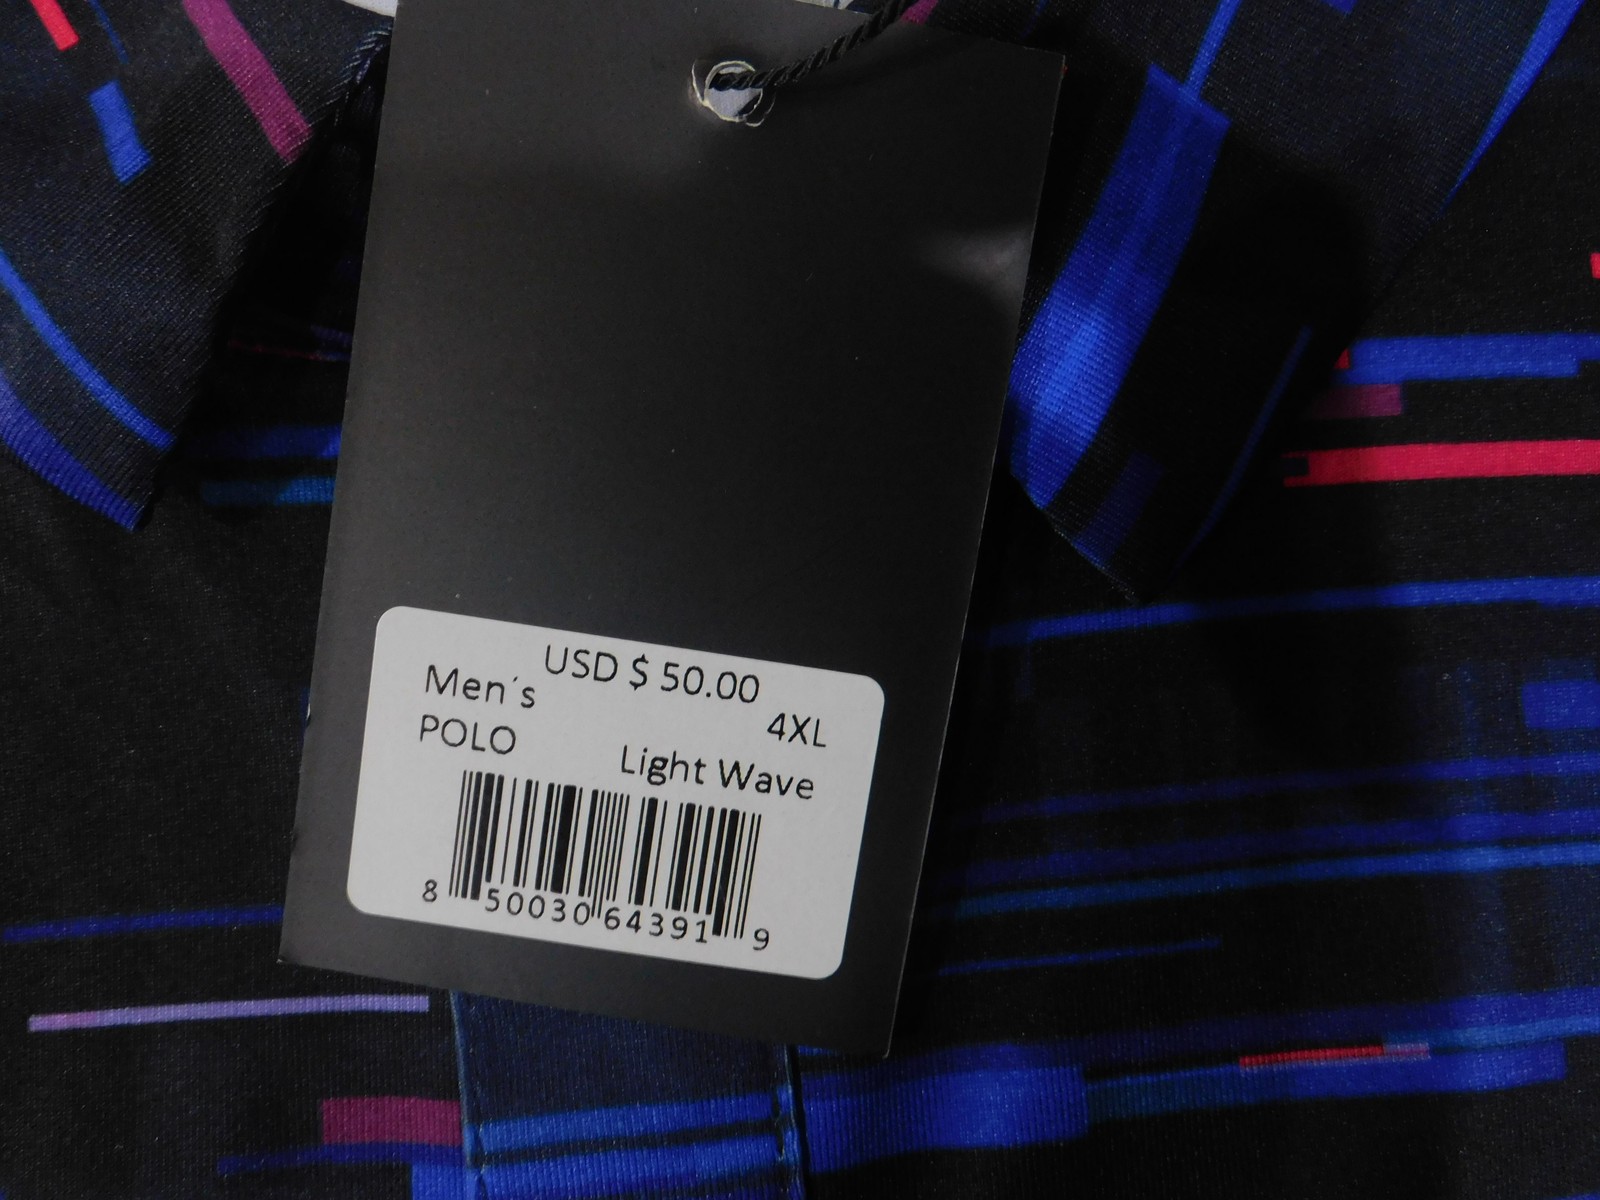 USD $ 50.00
Men´s
4XL
POLO
Light Wave
8 50030 64391 9